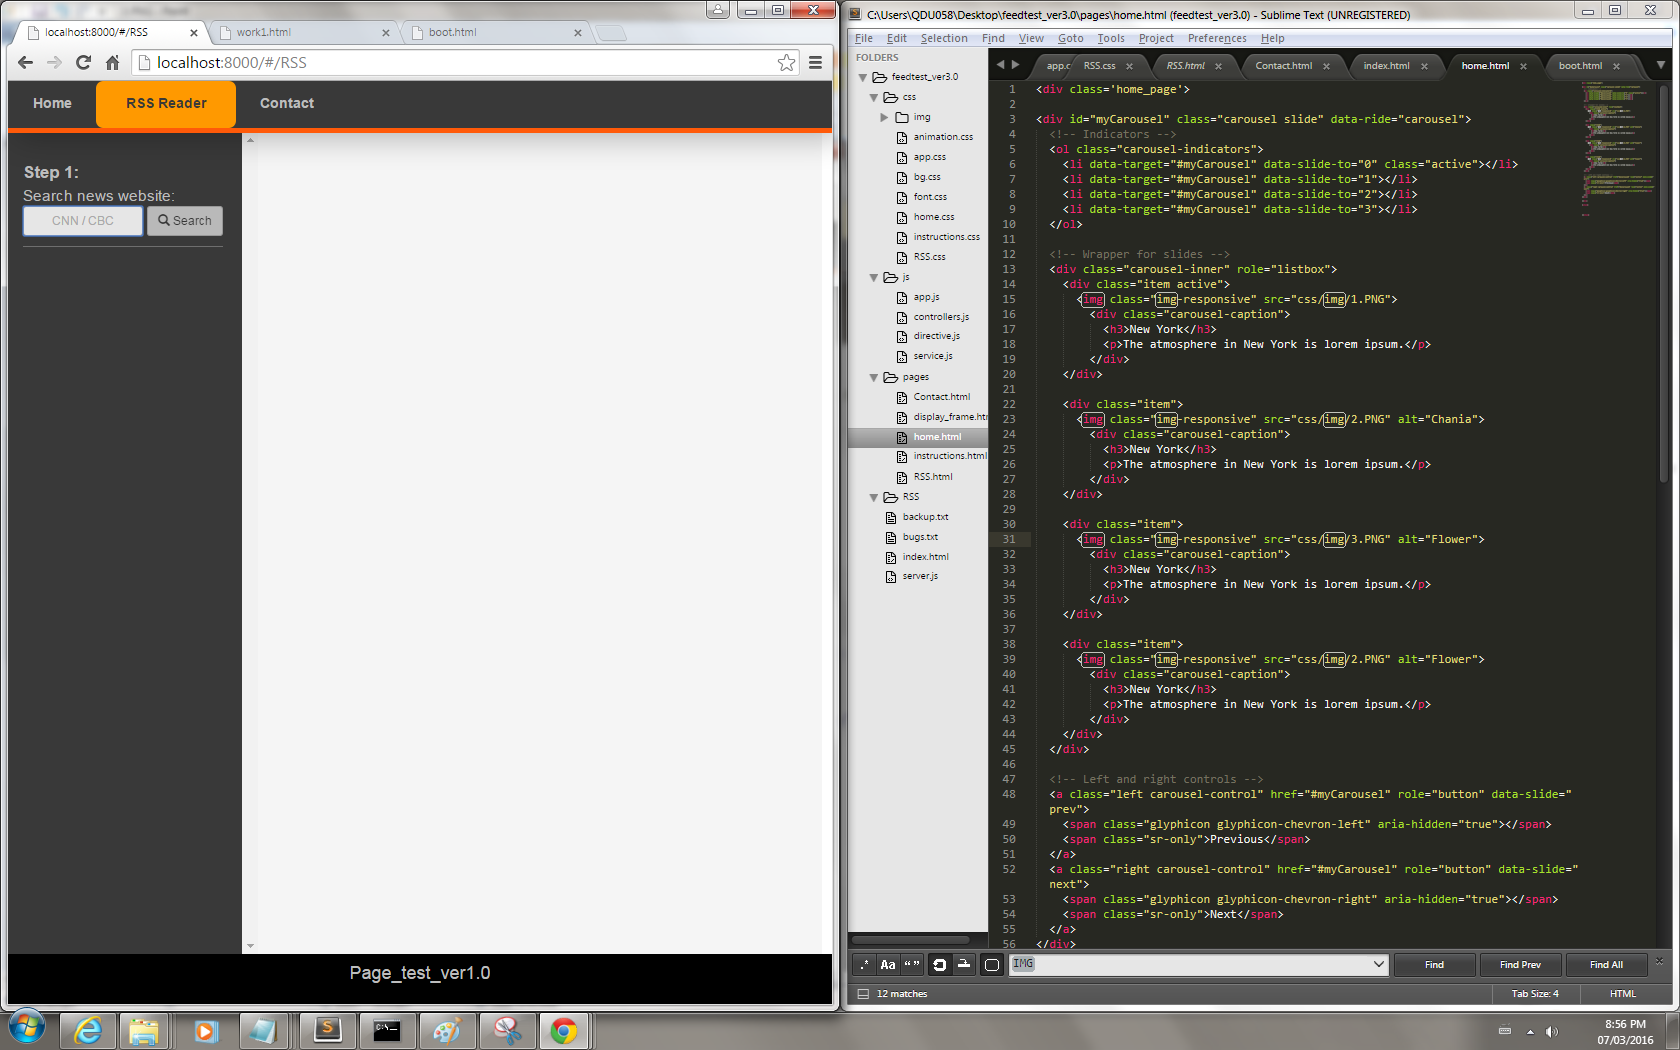 localhost:8000/#/RSS
work1.html
boot.html
localhost:8000/#/RSS
Home
RSS Reader
Contact
Step 1:
Search news website:
CNN / CBC
Search
Page_test_ver1.0
C:\Users\QDU058\Desktop\feedtest_ver3.0\pages\home.html (feedtest_ver3.0) - Sublime Text (UNREGISTERED)
File Edit Selection Find View Goto Tools Project Preferences Help
FOLDERS
feedtest_ver3.0
css
img
animation.css
app.css
bg.css
font.css
home.css
instructions.css
RSS.css
js
app.js
controllers.js
directive.js
service.js
pages
Contact.html
display_frame.htm
home.html
instructions.html
RSS.html
RSS
backup.txt
bugs.txt
index.html
server.js
app.c RSS.css RSS.html Contact.html index.html home.html boot.html
1 <div class='home_page'>
2
3 <div id="myCarousel" class="carousel slide" data-ride="carousel">
4 <!-- Indicators -->
5 <ol class="carousel-indicators">
6 <li data-target="#myCarousel" data-slide-to="0" class="active"></li>
7 <li data-target="#myCarousel" data-slide-to="1"></li>
8 <li data-target="#myCarousel" data-slide-to="2"></li>
9 <li data-target="#myCarousel" data-slide-to="3"></li>
10 </ol>
11
12 <!-- Wrapper for slides -->
13 <div class="carousel-inner" role="listbox">
14 <div class="item active">
15 <img class="img-responsive" src="css/img/1.PNG">
16 <div class="carousel-caption">
17 <h3>New York</h3>
18 <p>The atmosphere in New York is lorem ipsum.</p>
19 </div>
20 </div>
21
22 <div class="item">
23 <img class="img-responsive" src="css/img/2.PNG" alt="Chania">
24 <div class="carousel-caption">
25 <h3>New York</h3>
26 <p>The atmosphere in New York is lorem ipsum.</p>
27 </div>
28 </div>
29
30 <div class="item">
31 <img class="img-responsive" src="css/img/3.PNG" alt="Flower">
32 <div class="carousel-caption">
33 <h3>New York</h3>
34 <p>The atmosphere in New York is lorem ipsum.</p>
35 </div>
36 </div>
37
38 <div class="item">
39 <img class="img-responsive" src="css/img/2.PNG" alt="Flower">
40 <div class="carousel-caption">
41 <h3>New York</h3>
42 <p>The atmosphere in New York is lorem ipsum.</p>
43 </div>
44 </div>
45 </div>
46
47 <!-- Left and right controls -->
48 <a class="left carousel-control" href="#myCarousel" role="button" data-slide="
prev">
49 <span class="glyphicon glyphicon-chevron-left" aria-hidden="true"></span>
50 <span class="sr-only">Previous</span>
51 </a>
52 <a class="right carousel-control" href="#myCarousel" role="button" data-slide="
next">
53 <span class="glyphicon glyphicon-chevron-right" aria-hidden="true"></span>
54 <span class="sr-only">Next</span>
55 </a>
56 </div>
.* Aa “ ” IMG Find Find Prev Find All
12 matches Tab Size: 4 HTML
8:56 PM
07/03/2016